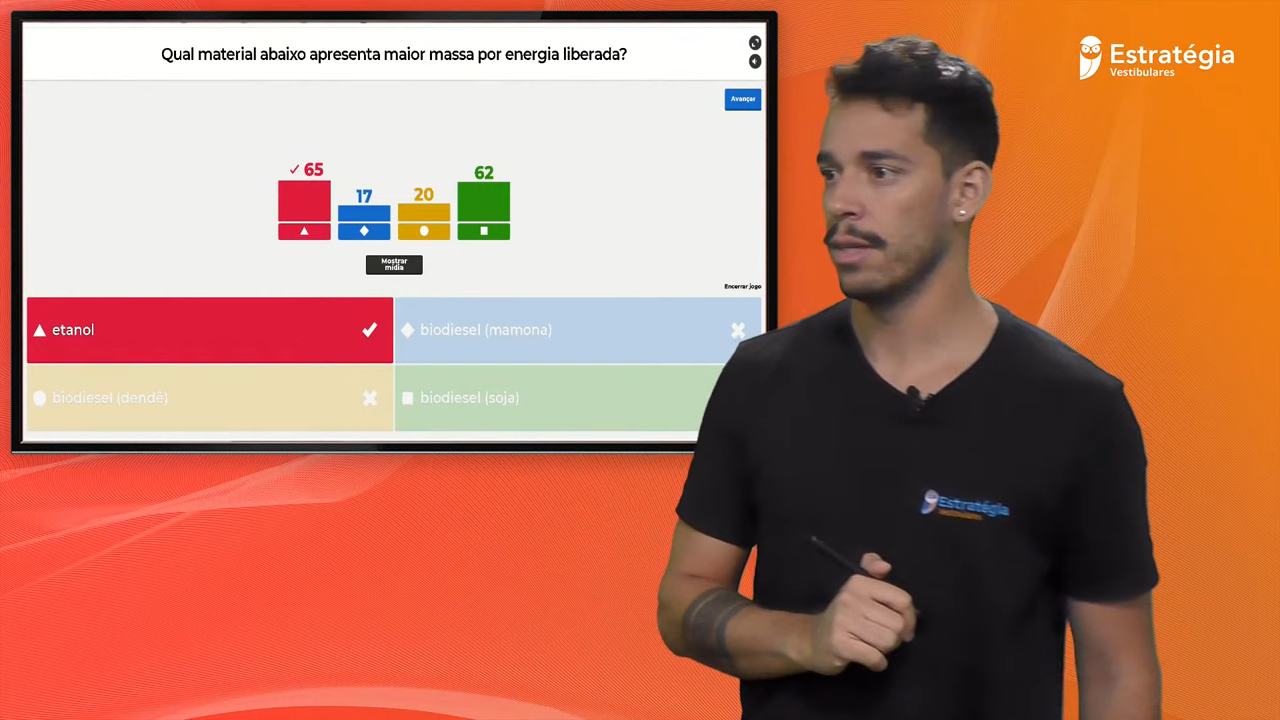 Qual material abaixo apresenta maior massa por energia liberada?
Estratégia
Vestibulares
Avançar
65
17
20
62
Mostrar
mídia
Encerrar jogo
etanol
biodiesel (mamona)
biodiesel (dendê)
biodiesel (soja)
Estratégia
Vestibulares